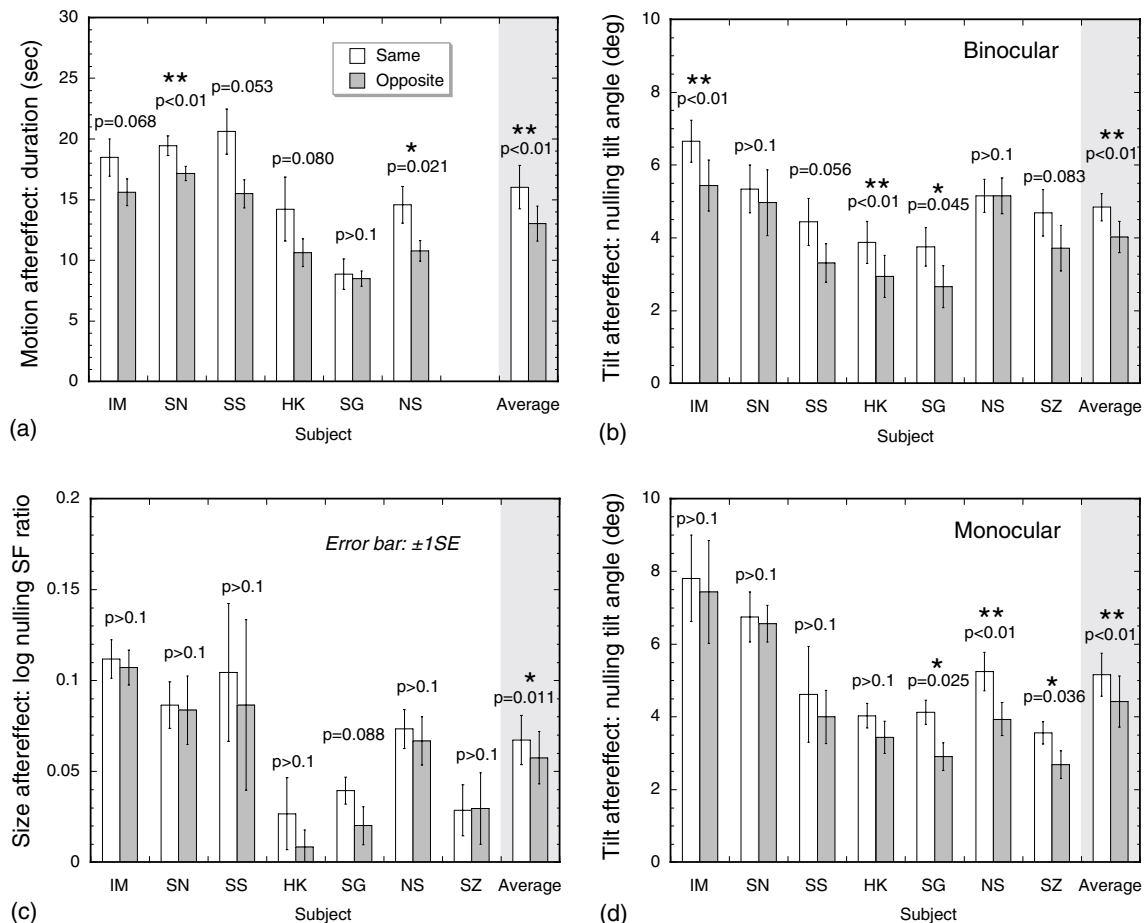 Motion aftereffect: duration (sec)
30
25
20
15
10
5
0
Same
Opposite
p=0.068
**
p<0.01
p=0.053
p=0.080
p>0.1
*
p=0.021
**
p<0.01
IM SN SS HK SG NS Average
Subject
(a)
Tilt aftereffect: nulling tilt angle (deg)
10
8
6
4
2
0
Binocular
**
p<0.01
p>0.1
p=0.056
**
p<0.01
*
p=0.045
p>0.1
p=0.083
**
p<0.01
IM SN SS HK SG NS SZ Average
Subject
(b)
Size aftereffect: log nulling SF ratio
0.2
0.15
0.1
0.05
0
Error bar: ±1SE
p>0.1
p>0.1
p>0.1
p>0.1
p=0.088
p>0.1
p>0.1
*
p=0.011
IM SN SS HK SG NS SZ Average
Subject
(c)
Tilt aftereffect: nulling tilt angle (deg)
10
8
6
4
2
0
Monocular
p>0.1
p>0.1
p>0.1
p>0.1
*
p=0.025
**
p<0.01
*
p=0.036
**
p<0.01
IM SN SS HK SG NS SZ Average
Subject
(d)